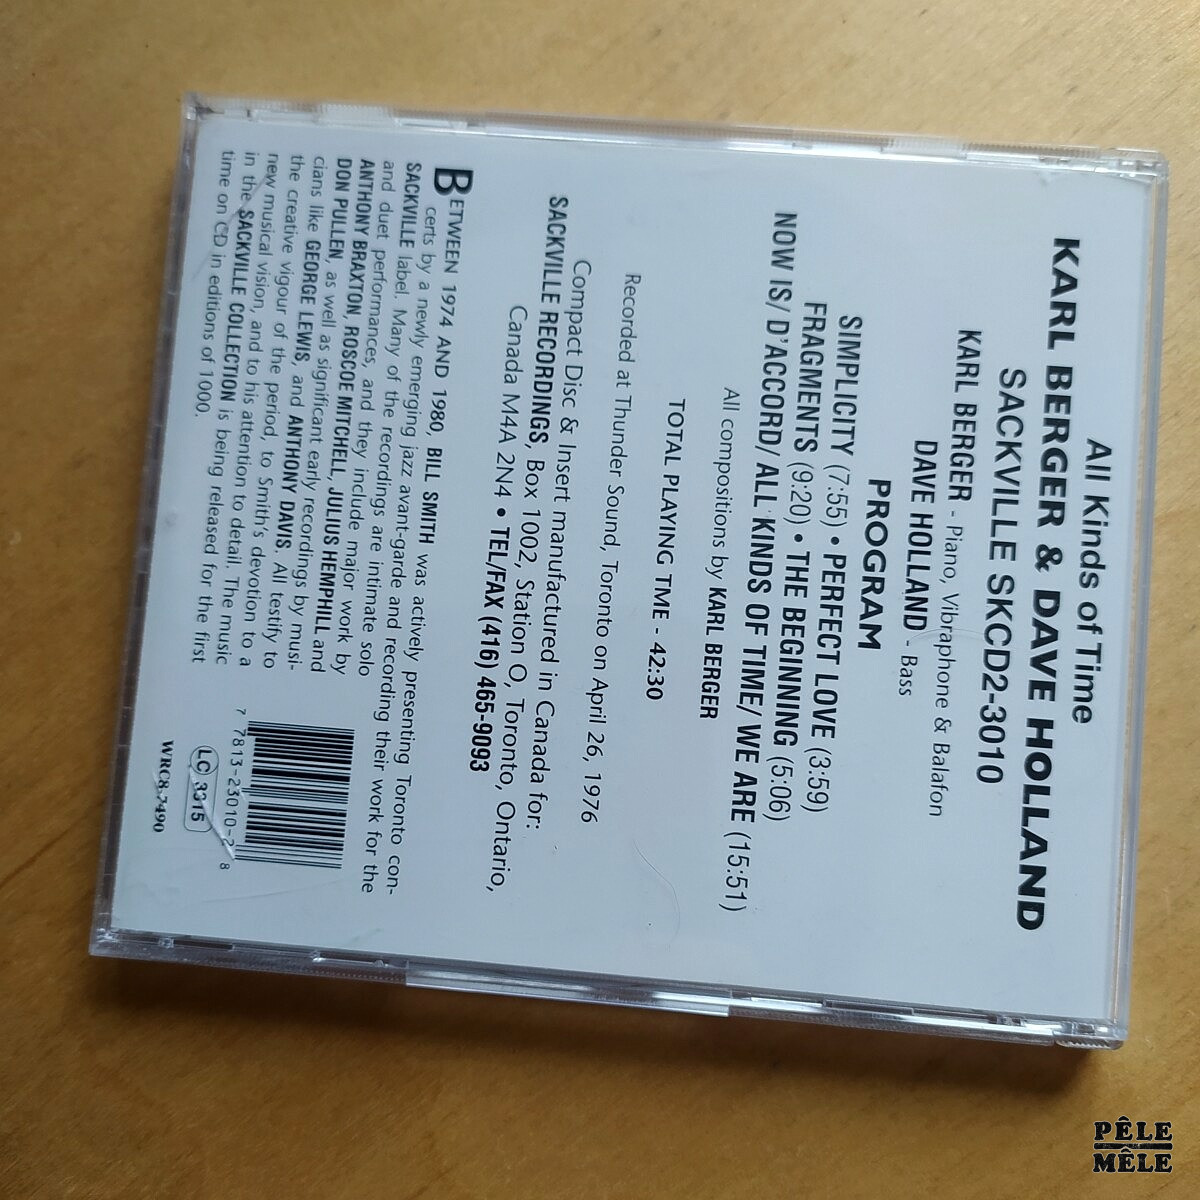 All Kinds of Time
KARL BERGER & DAVE HOLLAND
SACKVILLE SKCD2-3010
KARL BERGER - Piano, Vibraphone & Balafon
DAVE HOLLAND - Bass
PROGRAM
SIMPLICITY (7:55) • PERFECT LOVE (3:59)
FRAGMENTS (9:20) • THE BEGINNING (5:06)
NOW IS/ D'ACCORD/ ALL KINDS OF TIME/ WE ARE (15:51)
All compositions by KARL BERGER
TOTAL PLAYING TIME - 42:30
Recorded at Thunder Sound, Toronto on April 26, 1976
Compact Disc & Insert manufactured in Canada for:
SACKVILLE RECORDINGS, Box 1002, Station O, Toronto, Ontario,
Canada M4A 2N4 • TEL/FAX (416) 465-9093
BETWEEN 1974 AND 1980, BILL SMITH was actively presenting Toronto con-
certs by a newly emerging jazz avant-garde and recording their work for the
SACKVILLE label. Many of the recordings are intimate solo
and duet performances, and they include major work by
ANTHONY BRAXTON, ROSCOE MITCHELL, JULIUS HEMPHILL and
DON PULLEN, as well as significant early recordings by musi-
cians like GEORGE LEWIS, and ANTHONY DAVIS. All testify to
the creative vigour of the period, to Smith's devotion to a
new musical vision, and to his attention to detail. The music
in the SACKVILLE COLLECTION is being released for the first
time on CD in editions of 1000.
7 7813-23010-2 8
LC 3315
WRC8-7490
PÊLE
MÊLE